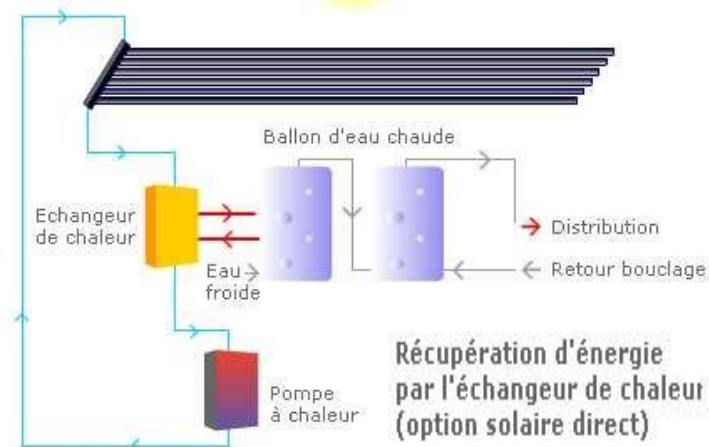 Ballon d'eau chaude
Echangeur
de chaleur
Distribution
Eau
froide
Retour bouclage
Pompe
à chaleur
Récupération d'énergie
par l'échangeur de chaleur
(option solaire direct)